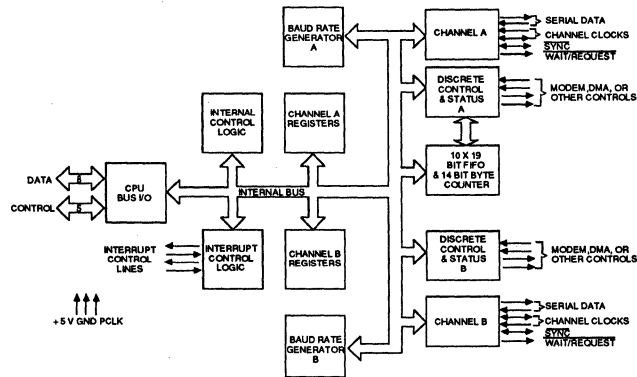 BAUD RATE
GENERATOR
A
CHANNEL A
SERIAL DATA
CHANNEL CLOCKS
SYNC
WAIT/REQUEST
DISCRETE
CONTROL
& STATUS
A
MODEM,DMA, OR
OTHER CONTROLS
INTERNAL
CONTROL
LOGIC
CHANNEL A
REGISTERS
10 X 19
BIT FIFO
& 14 BIT BYTE
COUNTER
DATA
8
CONTROL
5
CPU
BUS I/O
INTERNAL BUS
INTERRUPT
CONTROL
LINES
INTERRUPT
CONTROL
LOGIC
CHANNEL B
REGISTERS
DISCRETE
CONTROL
& STATUS
B
MODEM,DMA, OR
OTHER CONTROLS
+5 V GND PCLK
BAUD RATE
GENERATOR
B
CHANNEL B
SERIAL DATA
CHANNEL CLOCKS
SYNC
WAIT/REQUEST